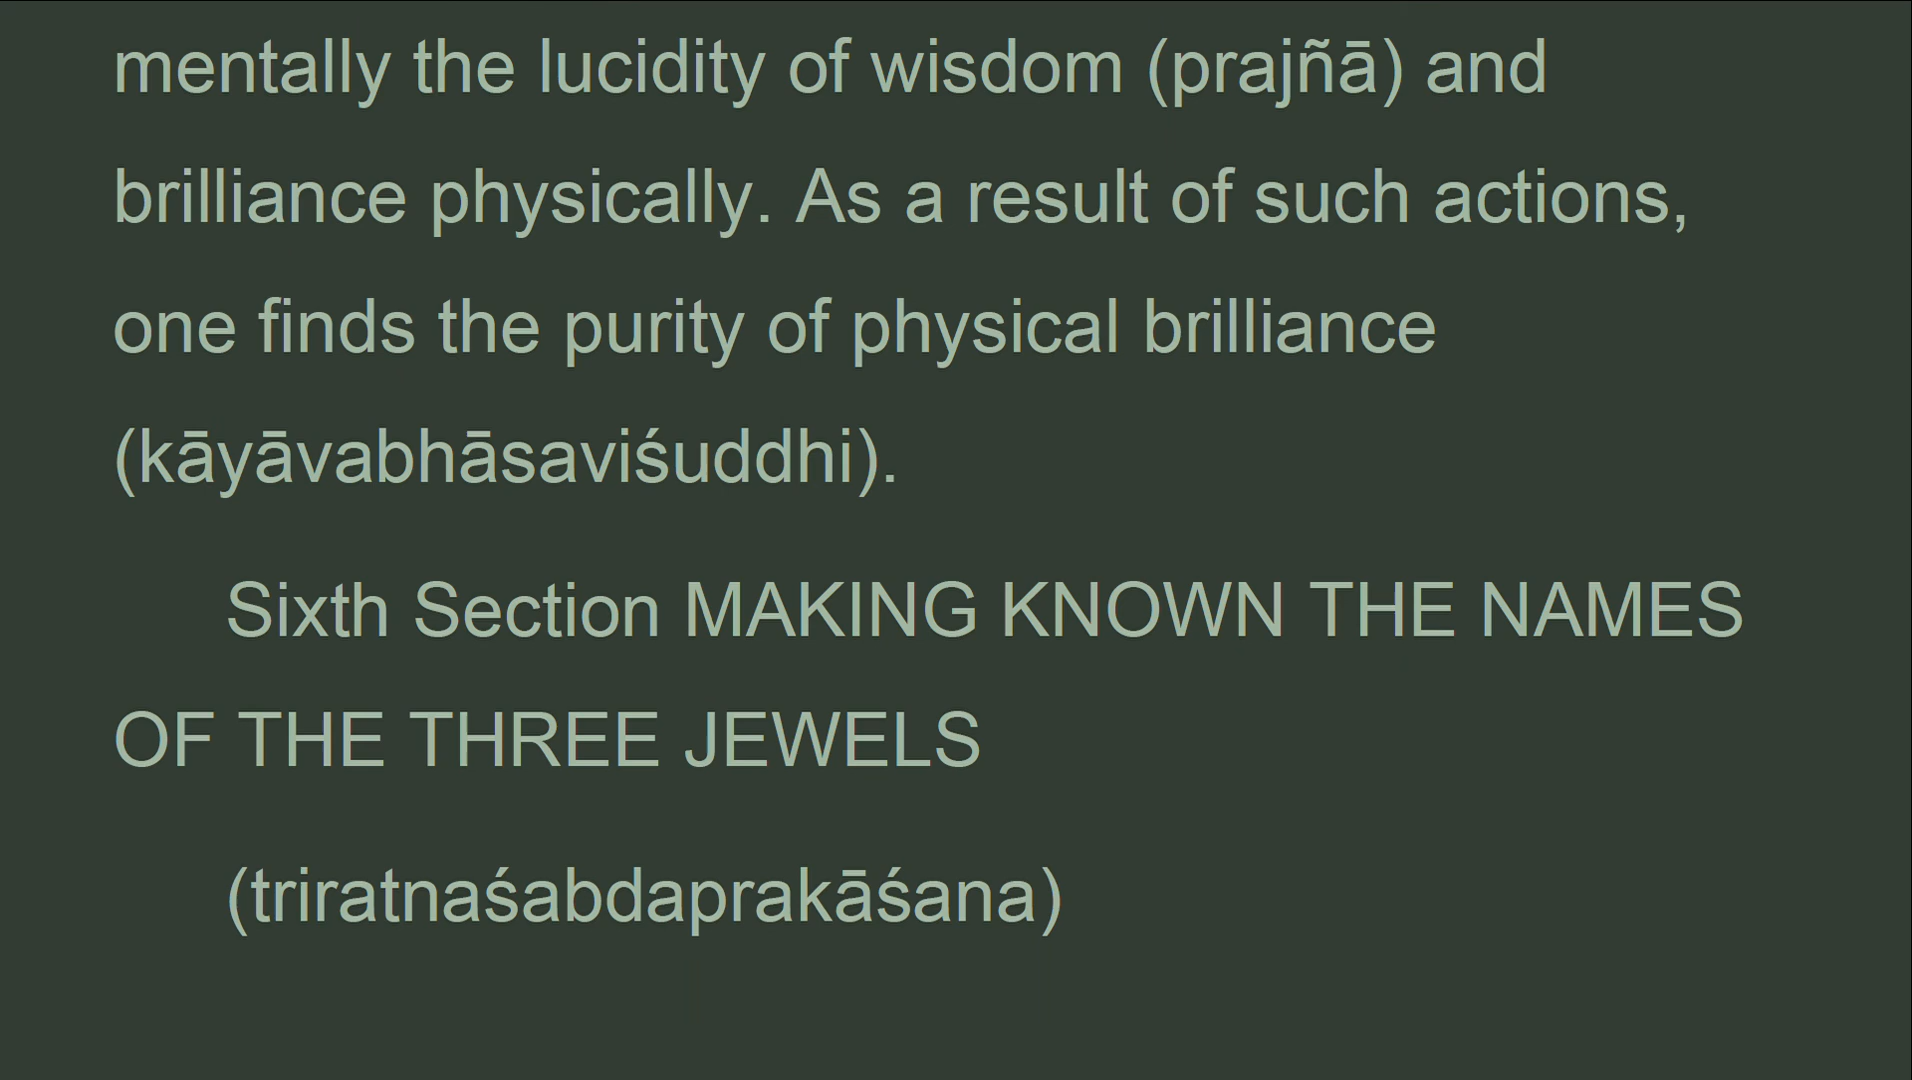 mentally the lucidity of wisdom (prajñā) and
brilliance physically. As a result of such actions,
one finds the purity of physical brilliance
(kāyāvabhāsaviśuddhi).
Sixth Section MAKING KNOWN THE NAMES
OF THE THREE JEWELS
(triratnaśabdaprakāśana)